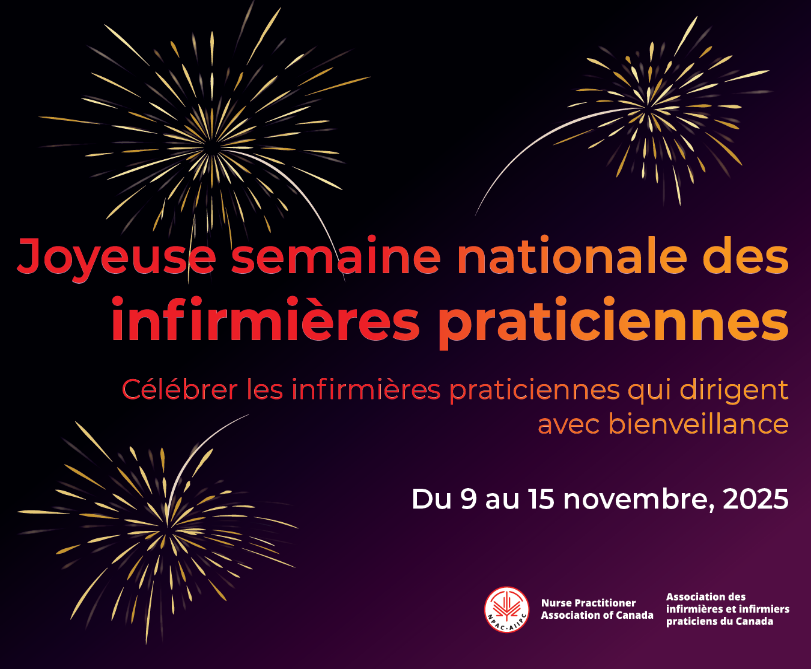 Joyeuse semaine nationale des
infirmières praticiennes
Célébrer les infirmières praticiennes qui dirigent
avec bienveillance
Du 9 au 15 novembre, 2025
NPAC-AIIPC
Nurse Practitioner
Association of Canada
Association des
infirmières et infirmiers
praticiens du Canada